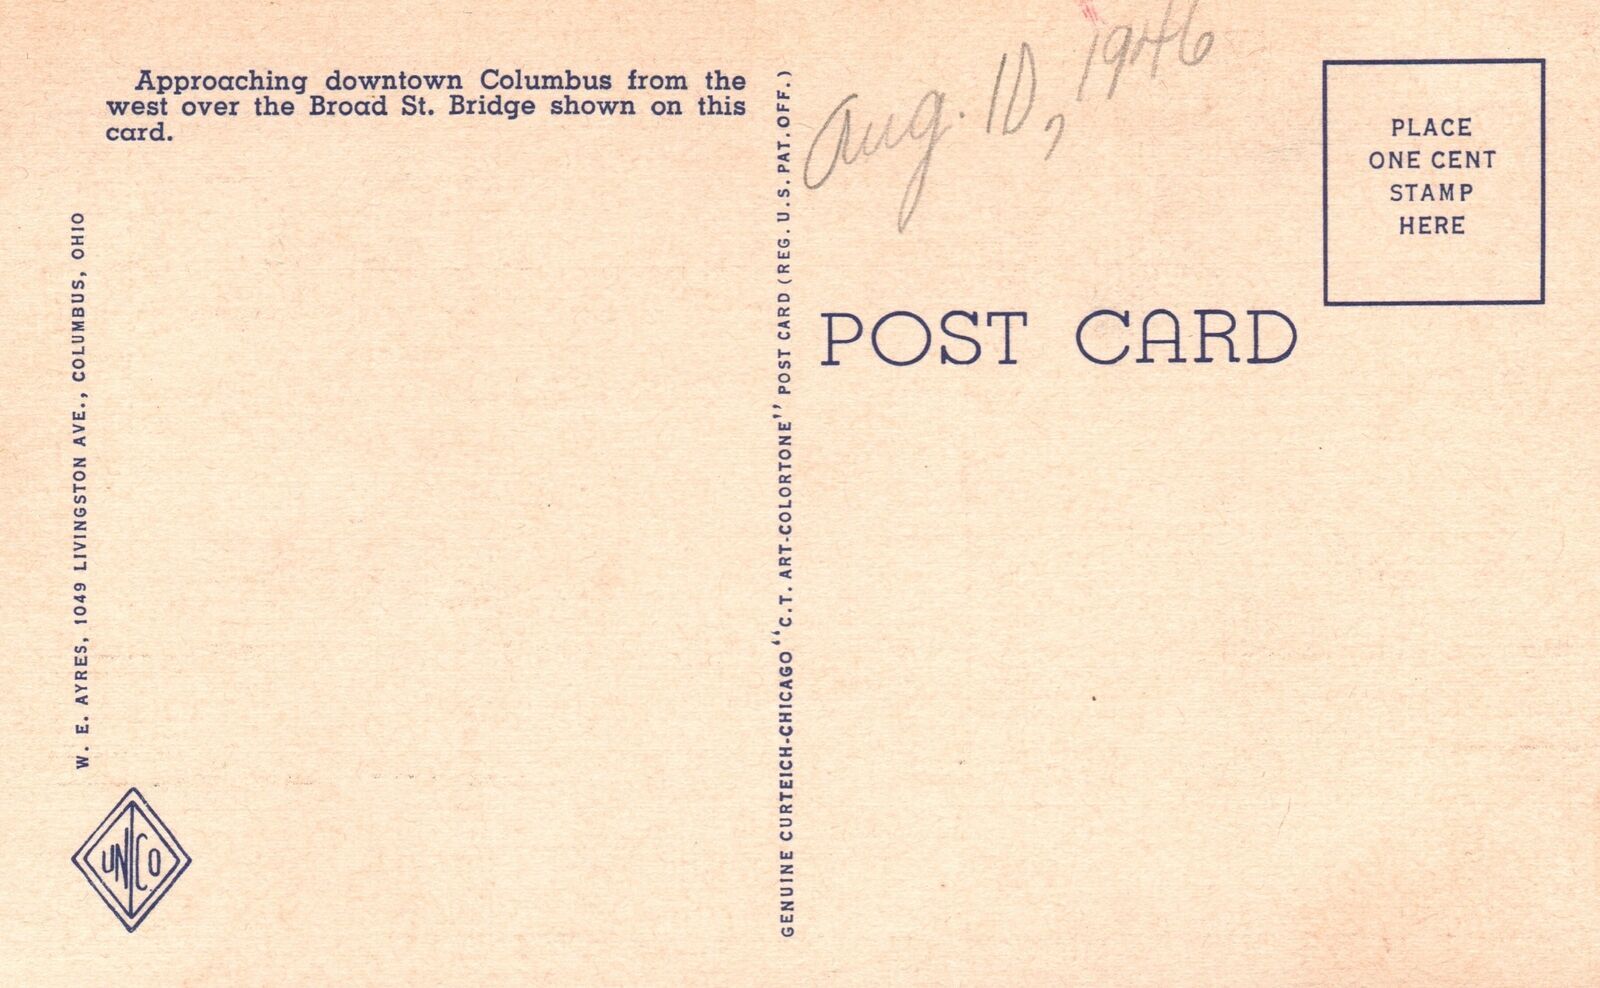 Approaching downtown Columbus from the
west over the Broad St. Bridge shown on this
card.
W. E. AYRES, 1049 LIVINGSTON AVE., COLUMBUS, OHIO
UNICO
GENUINE CURTEICH-CHICAGO "C.T. ART-COLORTONE" POST CARD (REG. U.S. PAT. OFF.)
Aug. 10, 1946
POST CARD
PLACE
ONE CENT
STAMP
HERE